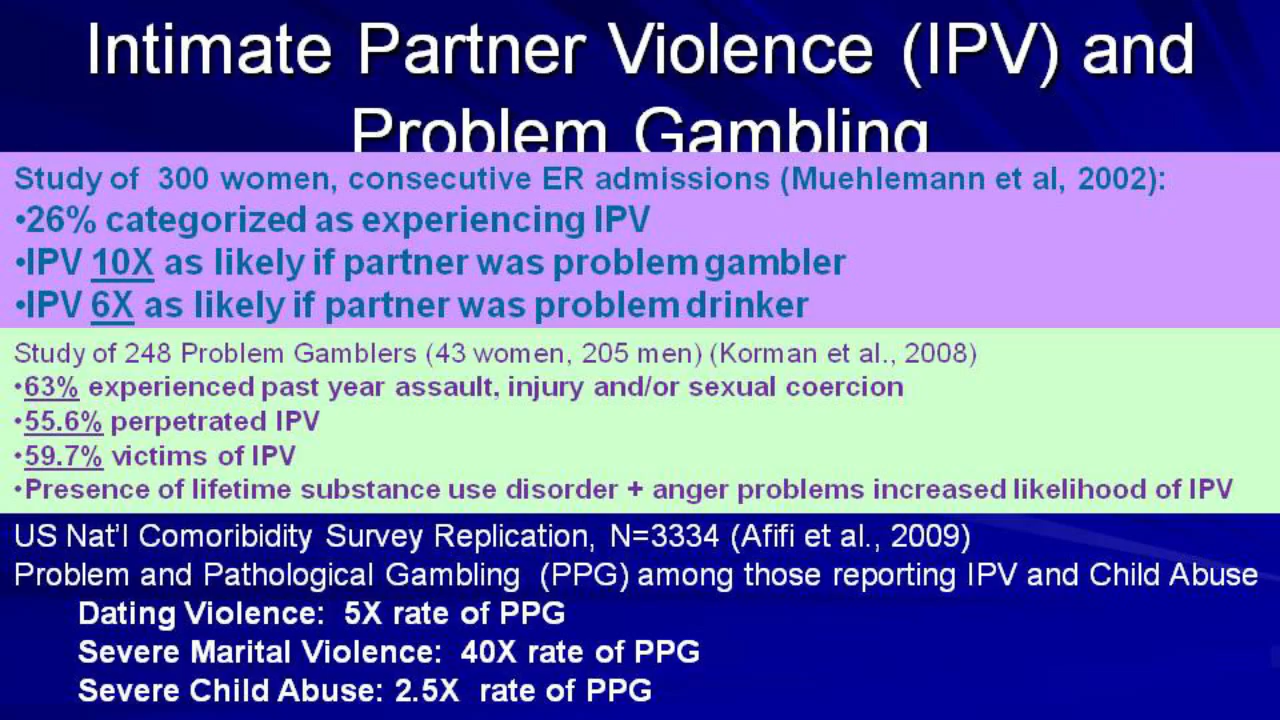 Intimate Partner Violence (IPV) and
Problem Gambling
Study of 300 women, consecutive ER admissions (Muehlemann et al, 2002):
•26% categorized as experiencing IPV
•IPV 10X as likely if partner was problem gambler
•IPV 6X as likely if partner was problem drinker
Study of 248 Problem Gamblers (43 women, 205 men) (Korman et al., 2008)
•63% experienced past year assault, injury and/or sexual coercion
•55.6% perpetrated IPV
•59.7% victims of IPV
•Presence of lifetime substance use disorder + anger problems increased likelihood of IPV
US Nat'l Comoribidity Survey Replication, N=3334 (Afifi et al., 2009)
Problem and Pathological Gambling (PPG) among those reporting IPV and Child Abuse
Dating Violence: 5X rate of PPG
Severe Marital Violence: 40X rate of PPG
Severe Child Abuse: 2.5X rate of PPG